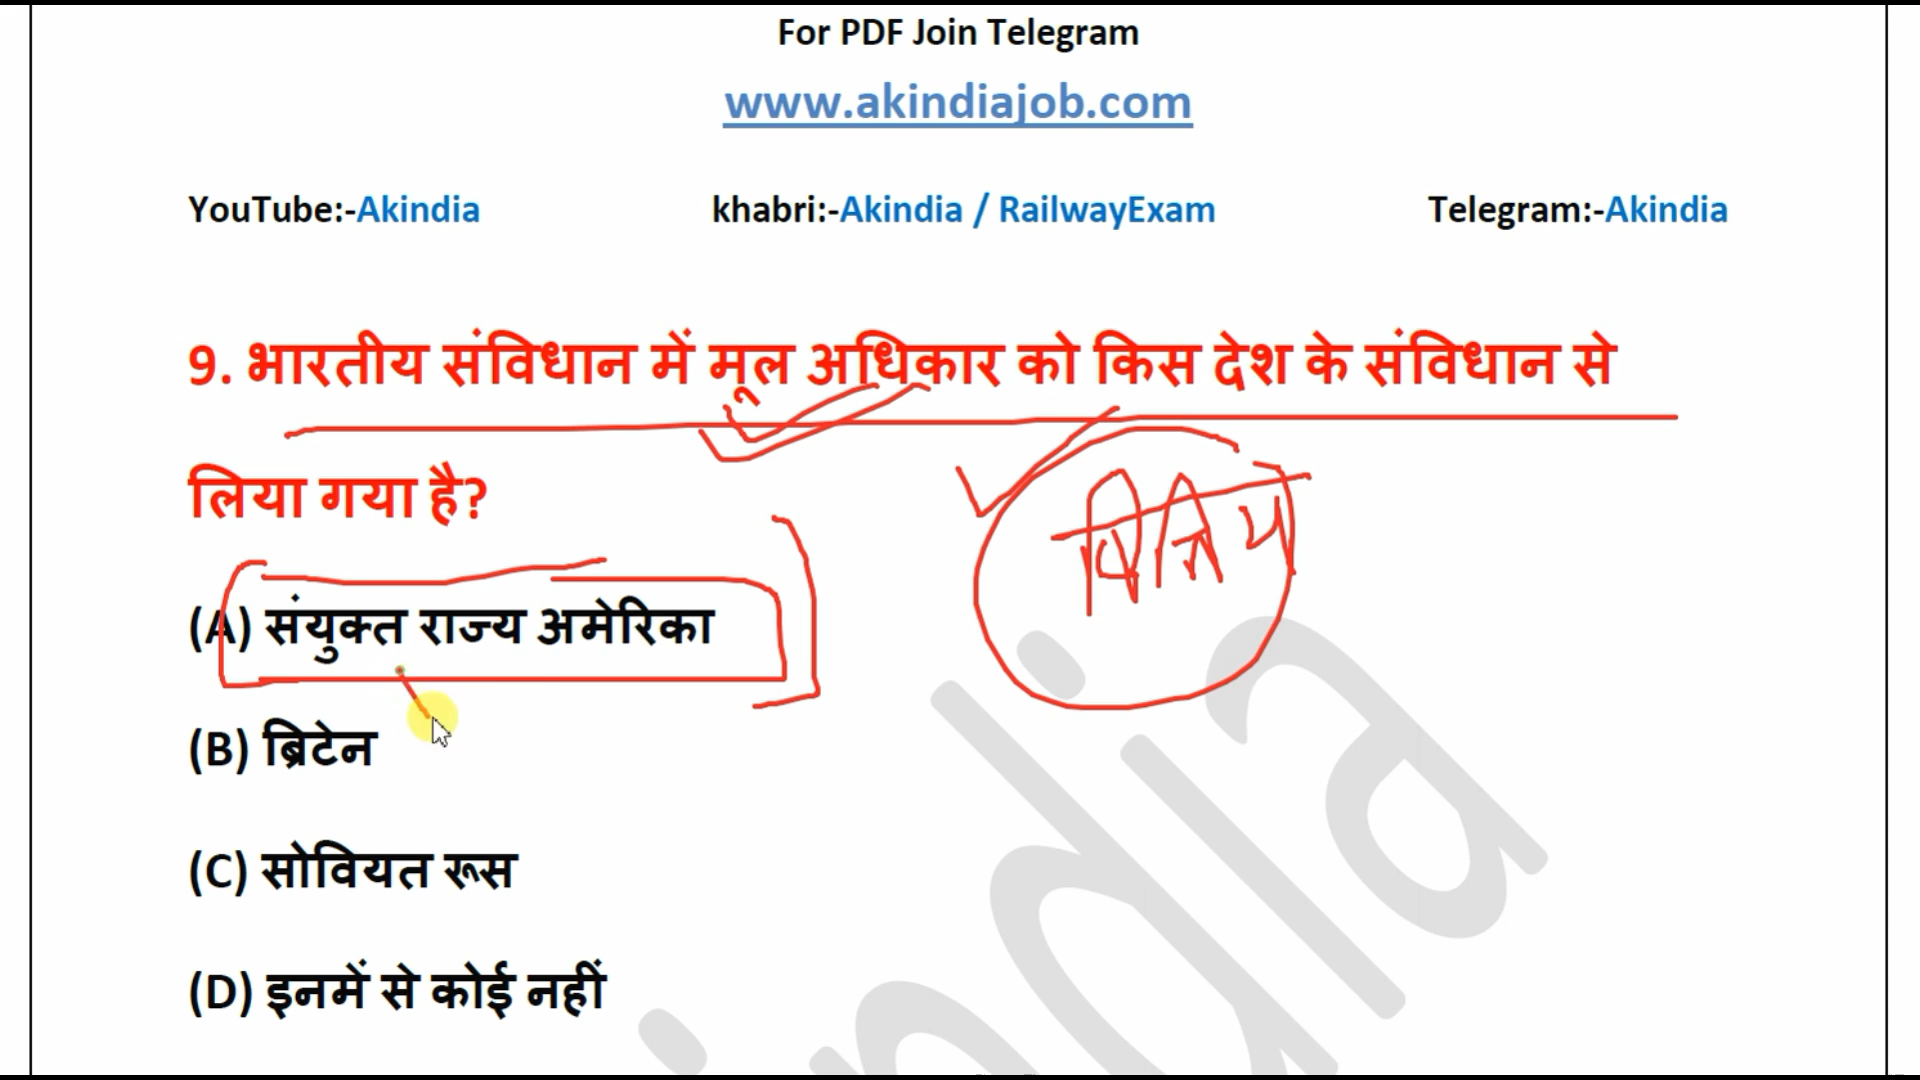 For PDF Join Telegram
www.akindiajob.com
YouTube:-Akindia khabri:-Akindia / RailwayExam Telegram:-Akindia
9. भारतीय संविधान में मूल अधिकार को किस देश के संविधान से
लिया गया है?
(A) संयुक्त राज्य अमेरिका
(B) ब्रिटेन
(C) सोवियत रूस
(D) इनमें से कोई नहीं